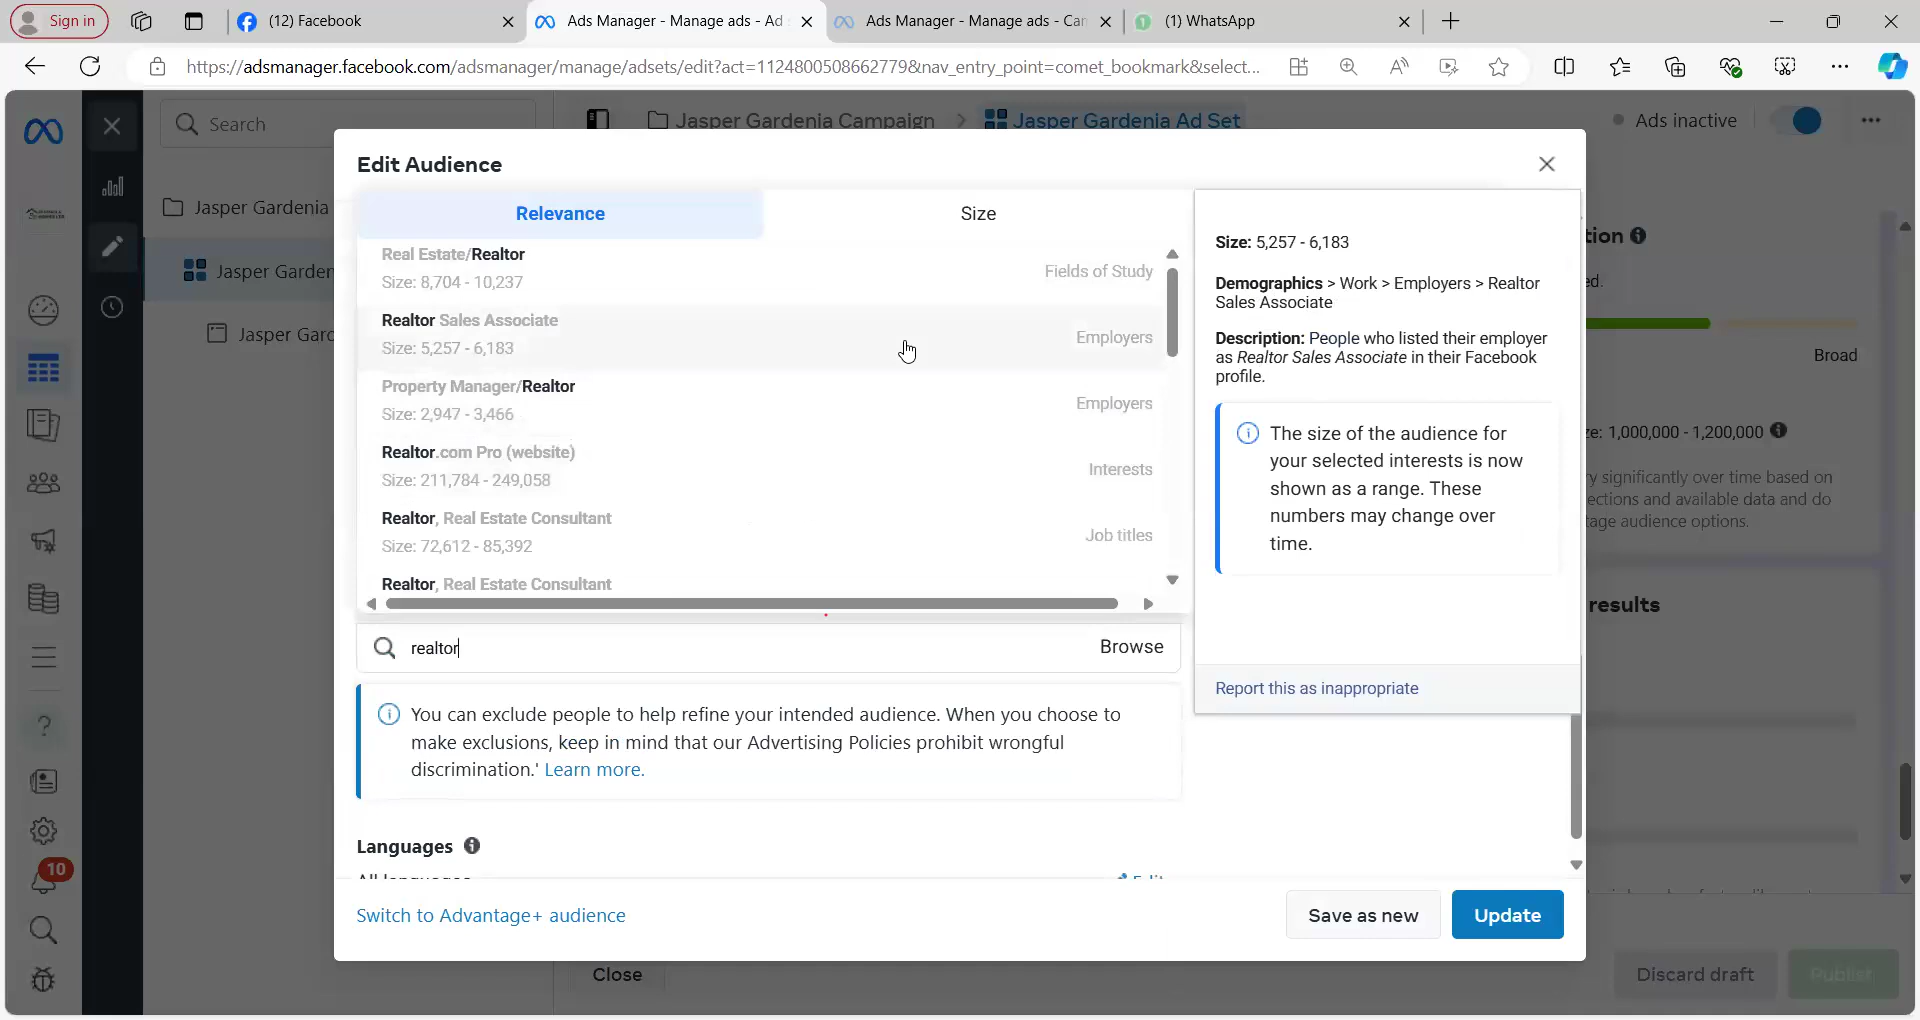 Sign in
(12) Facebook
Ads Manager - Manage ads - Ad
Ads Manager - Manage ads - Car
(1) WhatsApp
https://adsmanager.facebook.com/adsmanager/manage/adsets/edit?act=1124800508662779&nav_entry_point=comet_bookmark&select...
Search
Jasper Gardenia Campaign
Jasper Gardenia Ad Set
Ads inactive
Edit Audience
Jasper Gardenia
Jasper Garden
Jasper Gard
Relevance
Size
Real Estate/Realtor
Size: 8,704 - 10,237
Fields of Study
Realtor Sales Associate
Size: 5,257 - 6,183
Employers
Property Manager/Realtor
Size: 2,947 - 3,466
Employers
Realtor.com Pro (website)
Size: 211,784 - 249,058
Interests
Realtor, Real Estate Consultant
Size: 72,612 - 85,392
Job titles
Realtor, Real Estate Consultant
Size: 5,257 - 6,183
Demographics > Work > Employers > Realtor
Sales Associate
Description: People who listed their employer
as Realtor Sales Associate in their Facebook
profile.
The size of the audience for
your selected interests is now
shown as a range. These
numbers may change over
time.
Report this as inappropriate
tion
ed.
Broad
ze: 1,000,000 - 1,200,000
y significantly over time based on
ections and available data and do
tage audience options.
results
realtor
Browse
You can exclude people to help refine your intended audience. When you choose to
make exclusions, keep in mind that our Advertising Policies prohibit wrongful
discrimination.' Learn more.
Languages
All languages
Edit
Switch to Advantage+ audience
Save as new
Update
10
Close
Discard draft
Publish